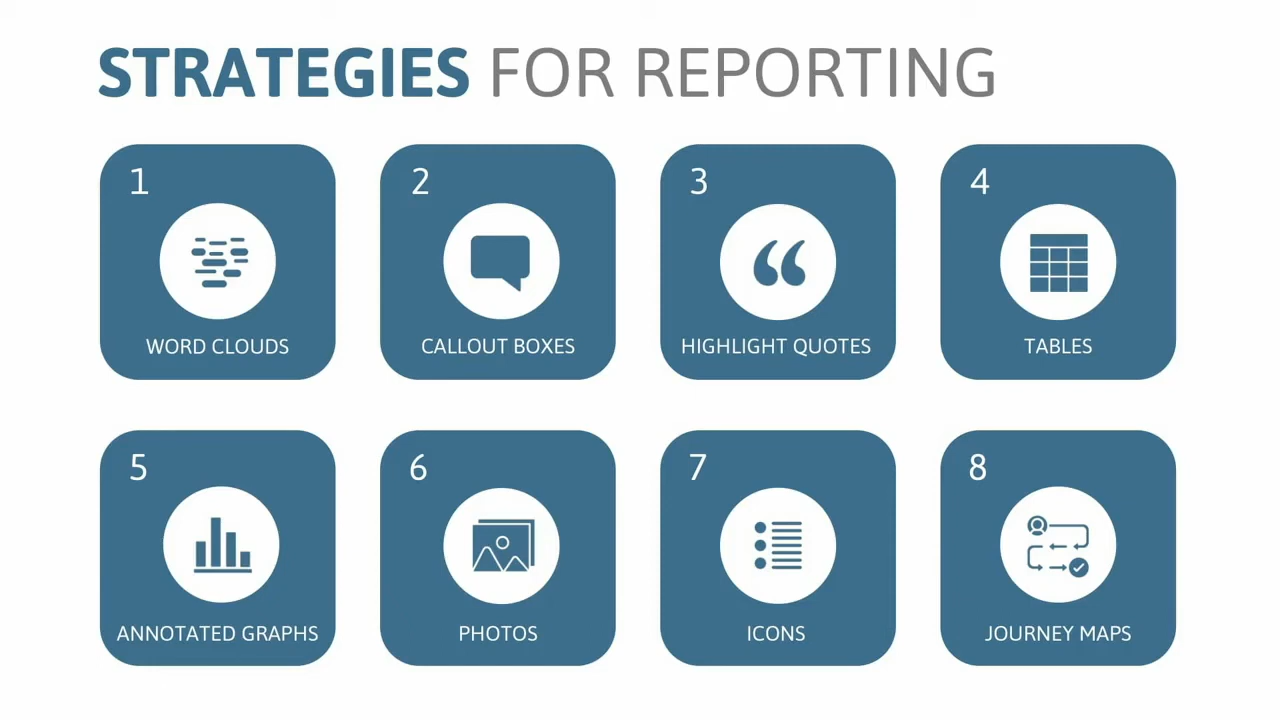 STRATEGIES FOR REPORTING
1
WORD CLOUDS
2
CALLOUT BOXES
3
HIGHLIGHT QUOTES
4
TABLES
5
ANNOTATED GRAPHS
6
PHOTOS
7
ICONS
8
JOURNEY MAPS